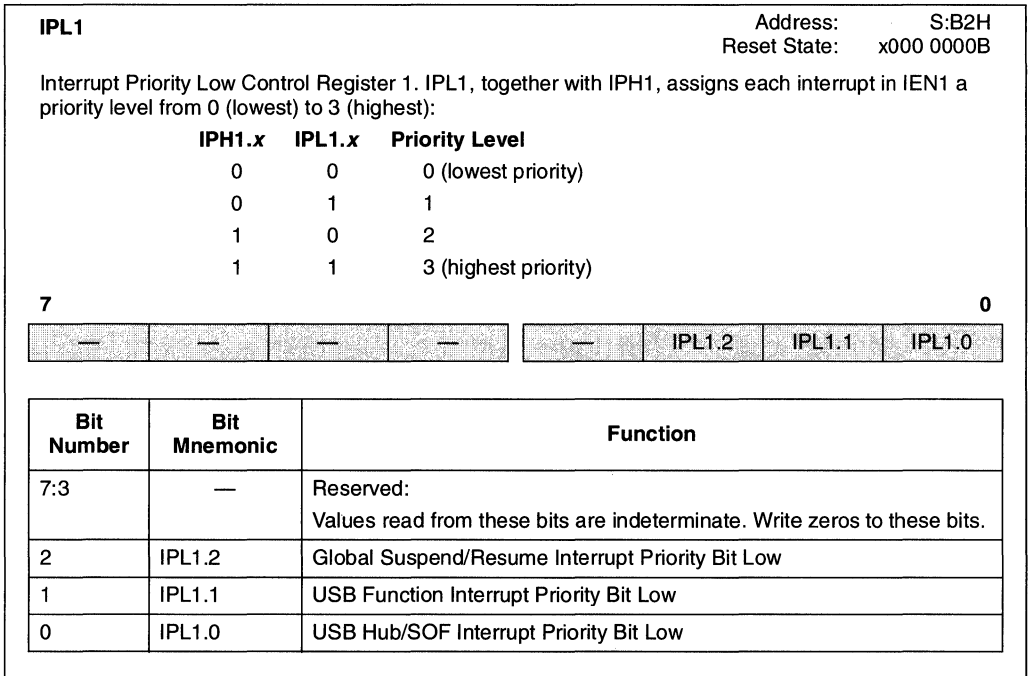 IPL1
Address: S:B2H
Reset State: x000 0000B
Interrupt Priority Low Control Register 1. IPL1, together with IPH1, assigns each interrupt in IEN1 a
priority level from 0 (lowest) to 3 (highest):
IPH1.x IPL1.x Priority Level
0 0 0 (lowest priority)
0 1 1
1 0 2
1 1 3 (highest priority)
7 0
— — — — — IPL1.2 IPL1.1 IPL1.0
Bit Number Bit Mnemonic Function
7:3 — Reserved:
Values read from these bits are indeterminate. Write zeros to these bits.
2 IPL1.2 Global Suspend/Resume Interrupt Priority Bit Low
1 IPL1.1 USB Function Interrupt Priority Bit Low
0 IPL1.0 USB Hub/SOF Interrupt Priority Bit Low